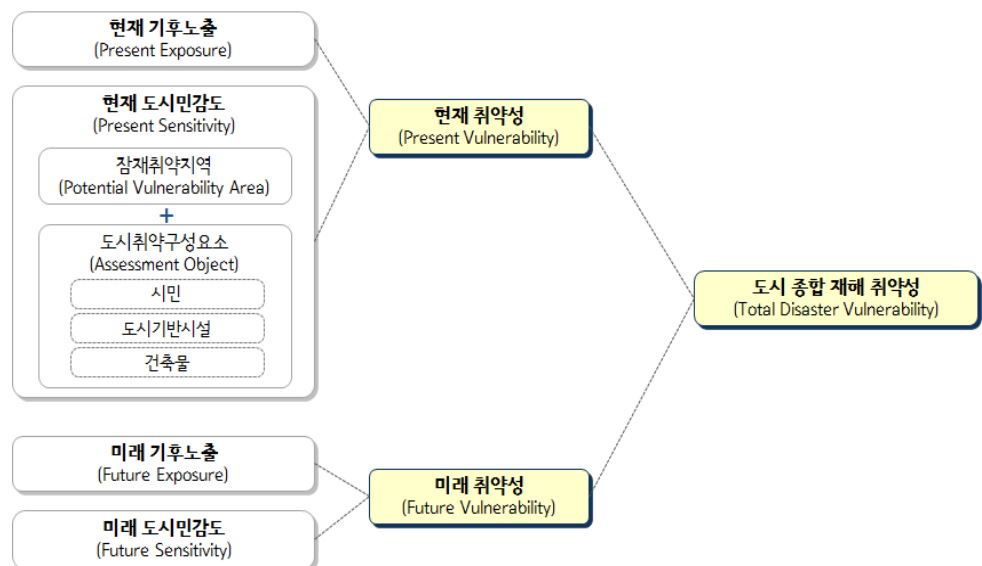 현재 기후노출
(Present Exposure)
현재 도시민감도
(Present Sensitivity)
잠재취약지역
(Potential Vulnerability Area)
+
도시취약구성요소
(Assessment Object)
시민
도시기반시설
건축물
현재 취약성
(Present Vulnerability)
미래 기후노출
(Future Exposure)
미래 도시민감도
(Future Sensitivity)
미래 취약성
(Future Vulnerability)
도시 종합 재해 취약성
(Total Disaster Vulnerability)